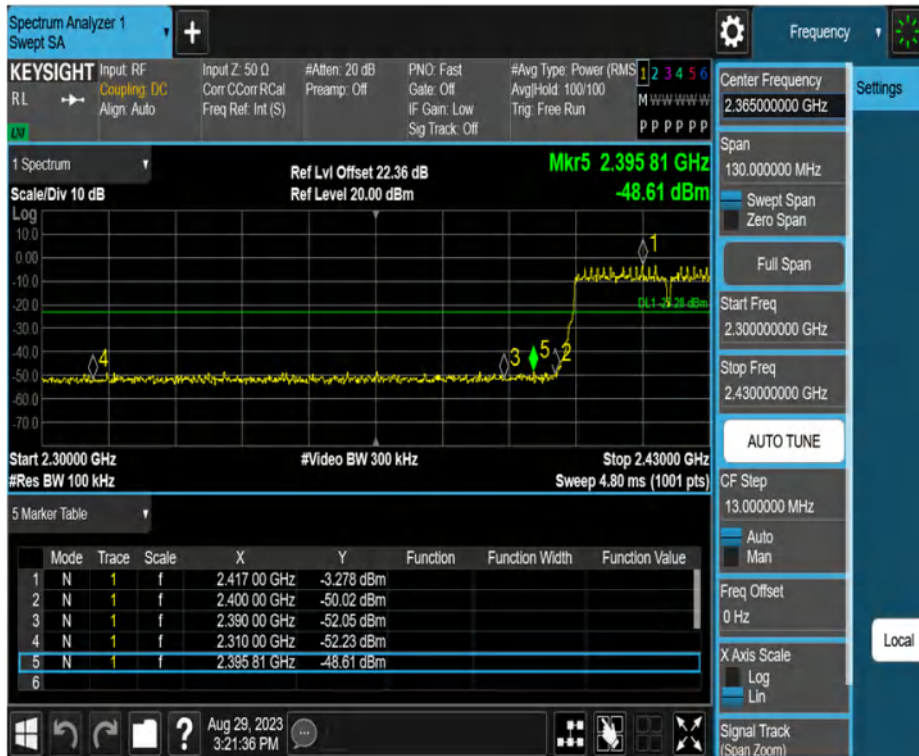 Spectrum Analyzer 1
Swept SA
+
Frequency
KEYSIGHT
RL
LXI
Input: RF
Coupling: DC
Align: Auto
Input Z: 50 Ω
Corr CCorr RCal
Freq Ref: Int (S)
#Atten: 20 dB
Preamp: Off
PNO: Fast
Gate: Off
IF Gain: Low
Sig Track: Off
#Avg Type: Power (RMS
Avg|Hold: 100/100
Trig: Free Run
1 2 3 4 5 6
M W W W W W
P P P P P P
1 Spectrum
Scale/Div 10 dB
Ref Lvl Offset 22.36 dB
Ref Level 20.00 dBm
Mkr5 2.395 81 GHz
-48.61 dBm
Log
10.0
0.00
-10.0
-20.0
-30.0
-40.0
-50.0
-60.0
-70.0
1
4
3
5
2
Start 2.30000 GHz
#Res BW 100 kHz
#Video BW 300 kHz
Stop 2.43000 GHz
Sweep 4.80 ms (1001 pts)
5 Marker Table
Mode Trace Scale X Y Function Function Width Function Value
1 N 1 f 2.417 00 GHz -3.278 dBm
2 N 1 f 2.400 00 GHz -50.02 dBm
3 N 1 f 2.390 00 GHz -52.05 dBm
4 N 1 f 2.310 00 GHz -52.23 dBm
5 N 1 f 2.395 81 GHz -48.61 dBm
6
?
Aug 29, 2023
3:21:36 PM
Center Frequency
2.365000000 GHz
Span
130.000000 MHz
Swept Span
Zero Span
Full Span
Start Freq
2.300000000 GHz
Stop Freq
2.430000000 GHz
AUTO TUNE
CF Step
13.000000 MHz
Auto
Man
Freq Offset
0 Hz
X Axis Scale
Log
Lin
Signal Track
(Span Zoom)
Settings
Local